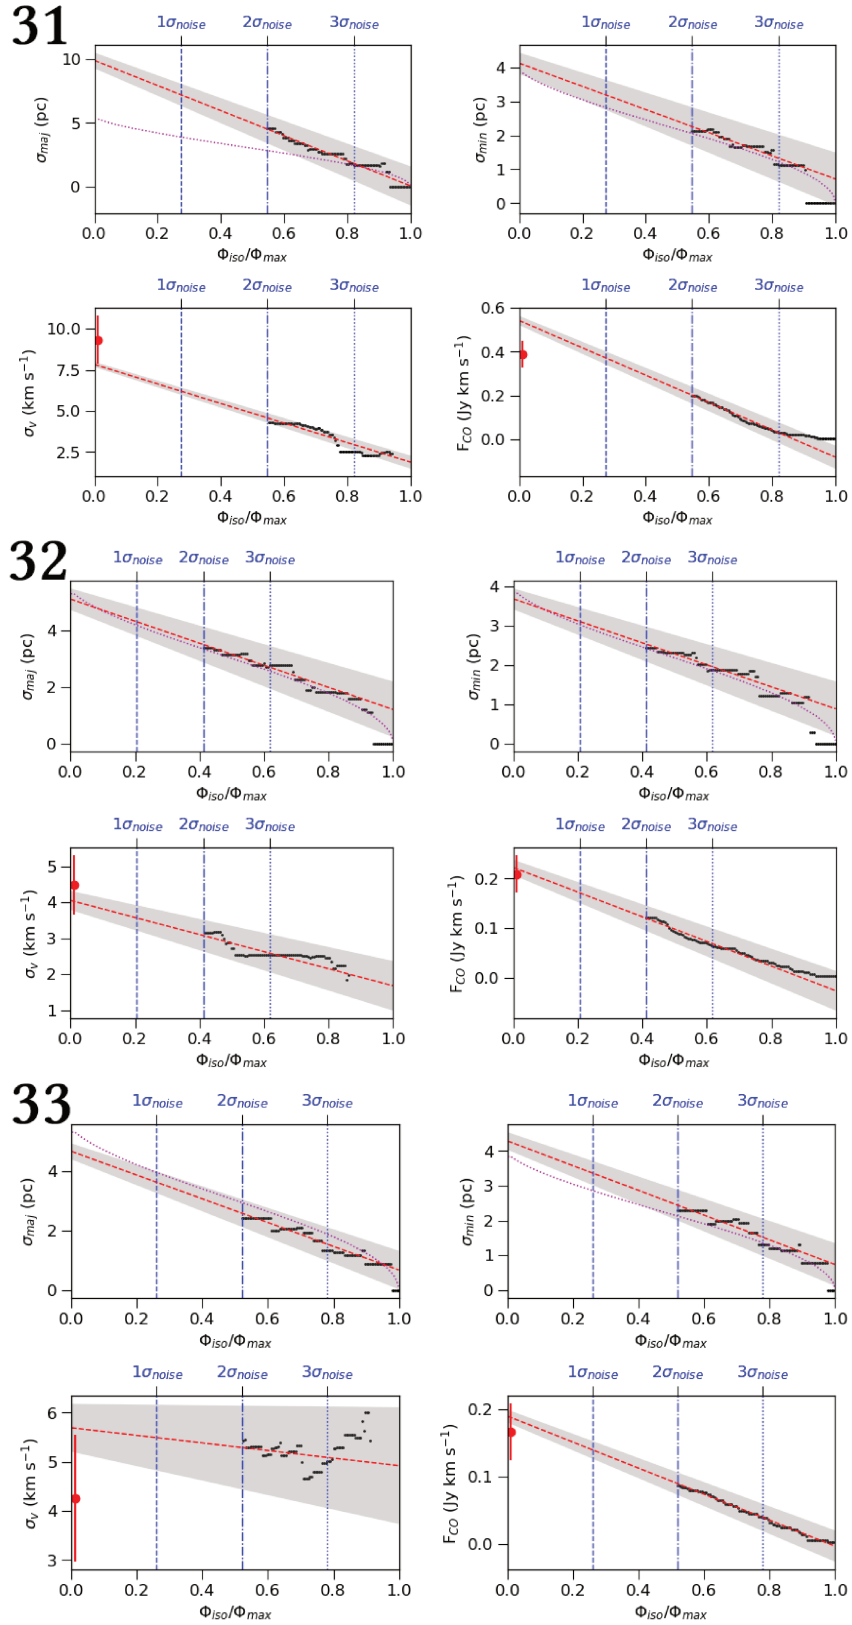 31
1σnoise 2σnoise 3σnoise
1σnoise 2σnoise 3σnoise
10
5
0
σmaj (pc)
4
3
2
1
0
σmin (pc)
0.0 0.2 0.4 0.6 0.8 1.0
Φiso/Φmax
0.0 0.2 0.4 0.6 0.8 1.0
Φiso/Φmax
1σnoise 2σnoise 3σnoise
1σnoise 2σnoise 3σnoise
10.0
7.5
5.0
2.5
σv (km s⁻¹)
0.6
0.4
0.2
0.0
FCO (Jy km s⁻¹)
0.0 0.2 0.4 0.6 0.8 1.0
Φiso/Φmax
0.0 0.2 0.4 0.6 0.8 1.0
Φiso/Φmax
32
1σnoise 2σnoise 3σnoise
1σnoise 2σnoise 3σnoise
4
2
0
σmaj (pc)
4
3
2
1
0
σmin (pc)
0.0 0.2 0.4 0.6 0.8 1.0
Φiso/Φmax
0.0 0.2 0.4 0.6 0.8 1.0
Φiso/Φmax
1σnoise 2σnoise 3σnoise
1σnoise 2σnoise 3σnoise
5
4
3
2
1
σv (km s⁻¹)
0.2
0.1
0.0
FCO (Jy km s⁻¹)
0.0 0.2 0.4 0.6 0.8 1.0
Φiso/Φmax
0.0 0.2 0.4 0.6 0.8 1.0
Φiso/Φmax
33
1σnoise 2σnoise 3σnoise
1σnoise 2σnoise 3σnoise
4
2
0
σmaj (pc)
4
3
2
1
0
σmin (pc)
0.0 0.2 0.4 0.6 0.8 1.0
Φiso/Φmax
0.0 0.2 0.4 0.6 0.8 1.0
Φiso/Φmax
1σnoise 2σnoise 3σnoise
1σnoise 2σnoise 3σnoise
6
5
4
3
σv (km s⁻¹)
0.2
0.1
0.0
FCO (Jy km s⁻¹)
0.0 0.2 0.4 0.6 0.8 1.0
Φiso/Φmax
0.0 0.2 0.4 0.6 0.8 1.0
Φiso/Φmax